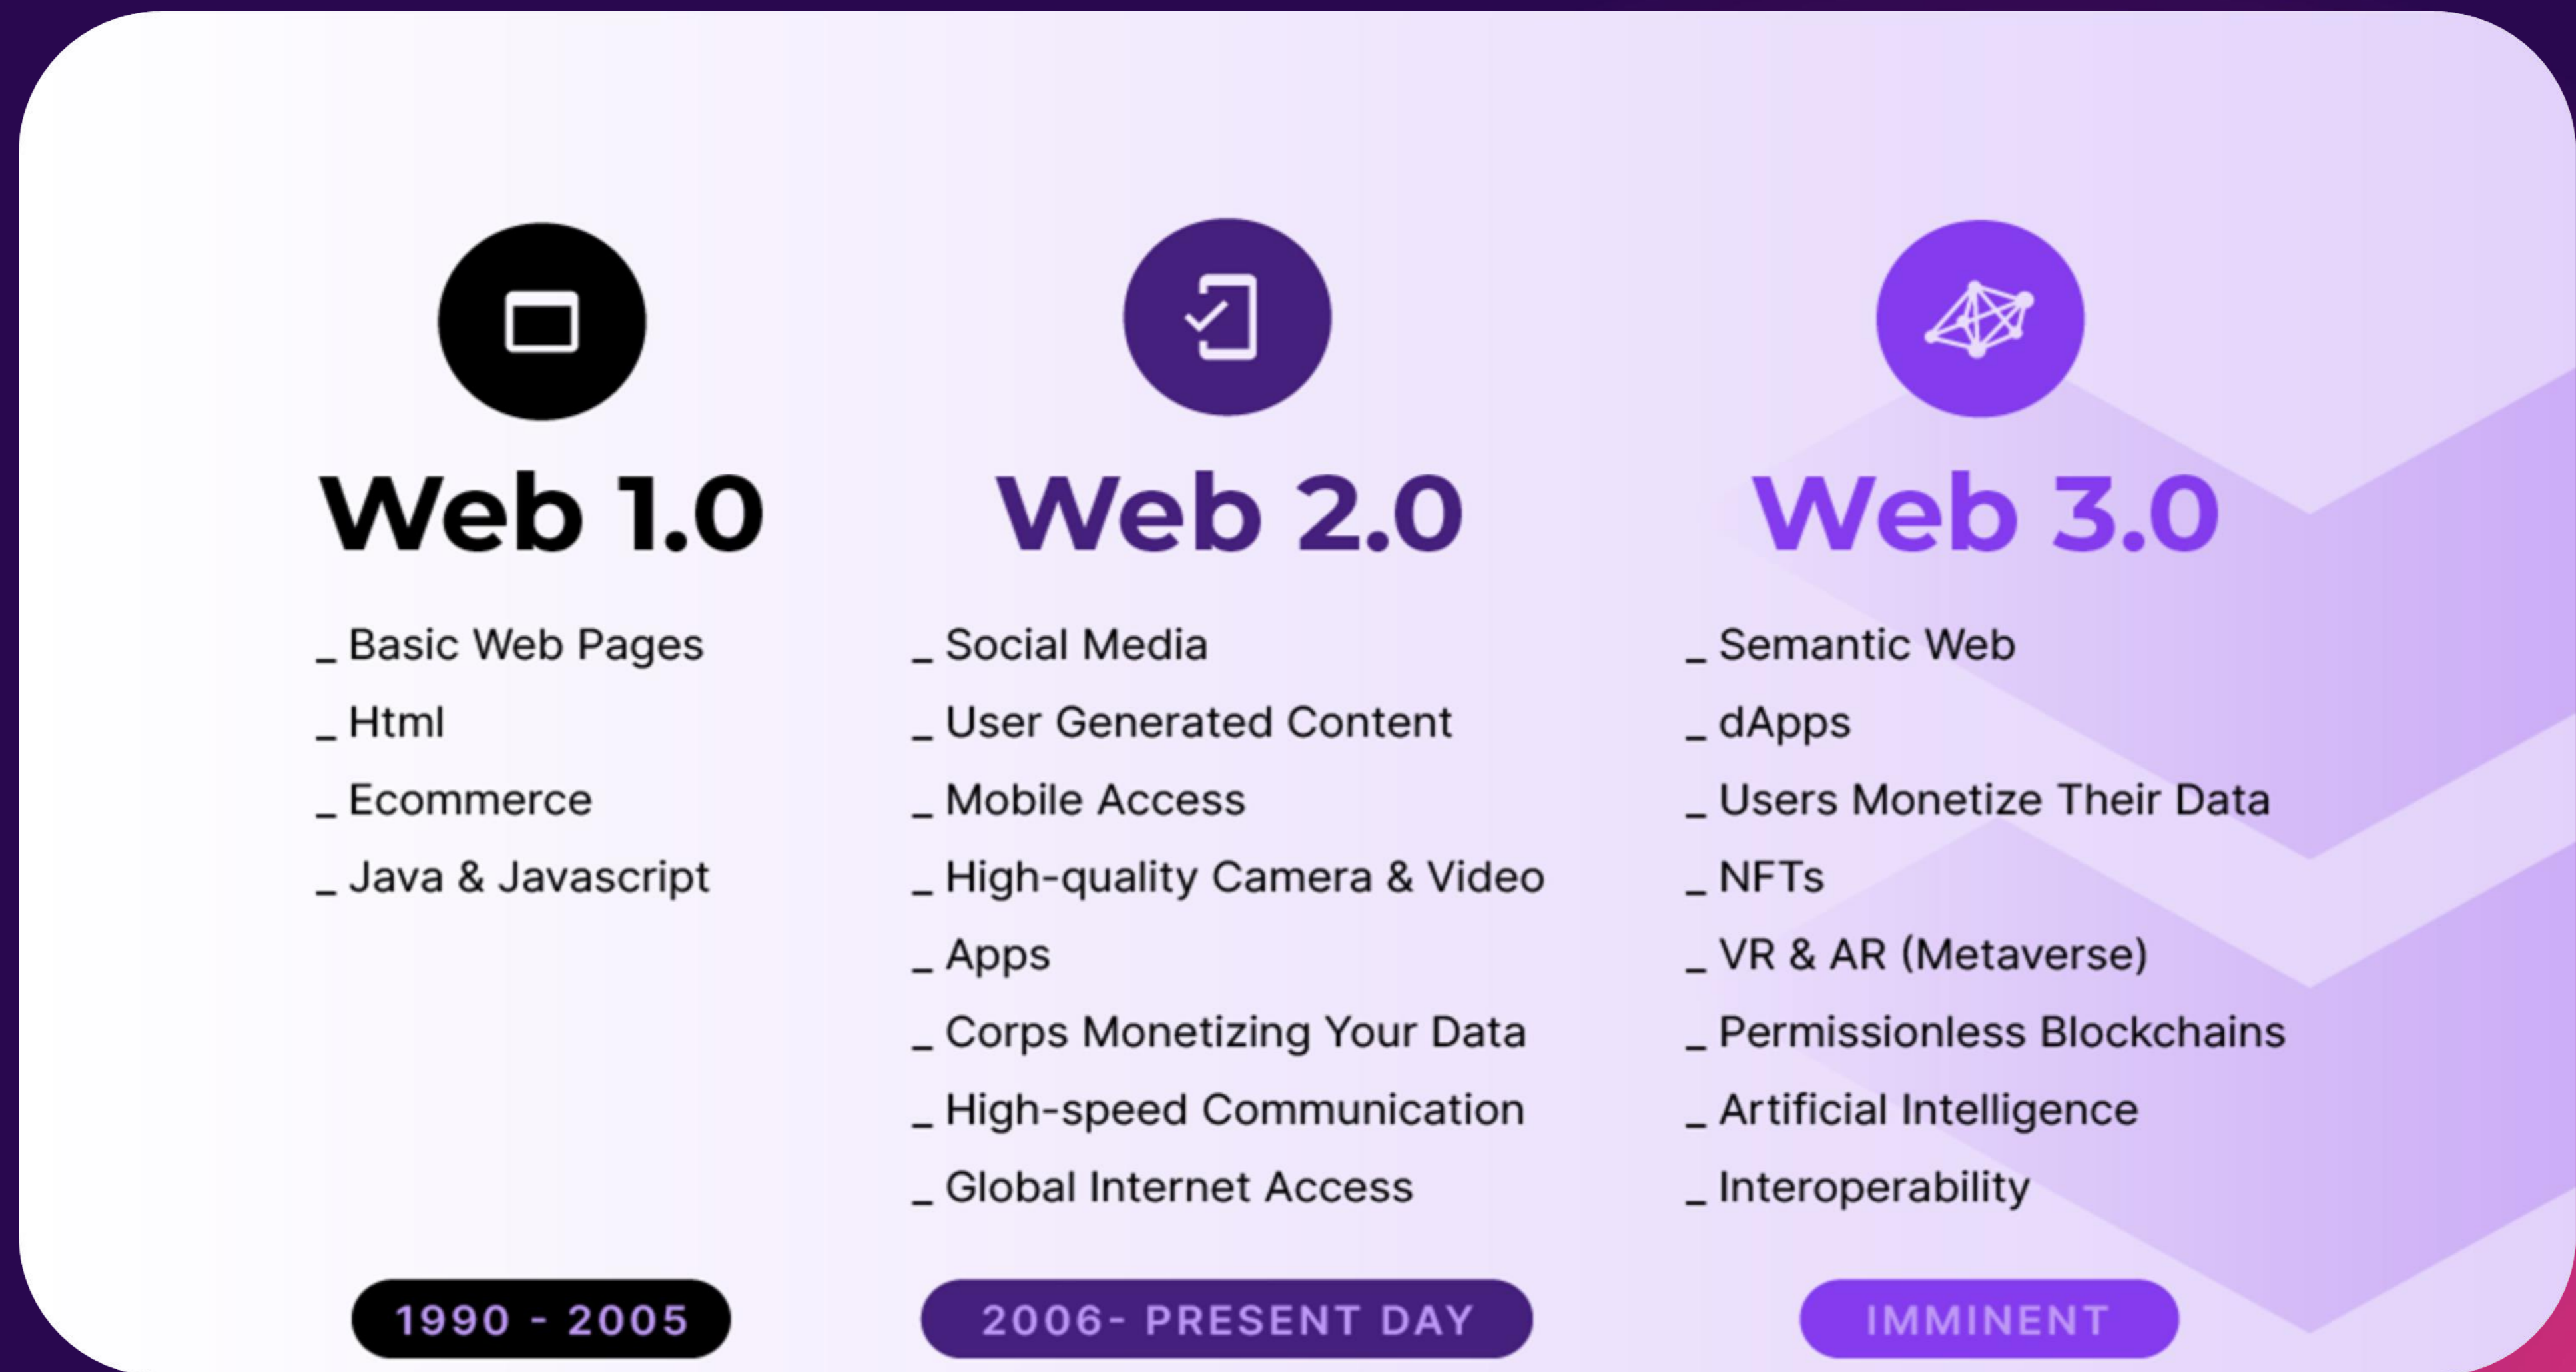 Web 1.0
_ Basic Web Pages
_ Html
_ Ecommerce
_ Java & Javascript
1990 - 2005
Web 2.0
_ Social Media
_ User Generated Content
_ Mobile Access
_ High-quality Camera & Video
_ Apps
_ Corps Monetizing Your Data
_ High-speed Communication
_ Global Internet Access
2006- PRESENT DAY
Web 3.0
_ Semantic Web
_ dApps
_ Users Monetize Their Data
_ NFTs
_ VR & AR (Metaverse)
_ Permissionless Blockchains
_ Artificial Intelligence
_ Interoperability
IMMINENT